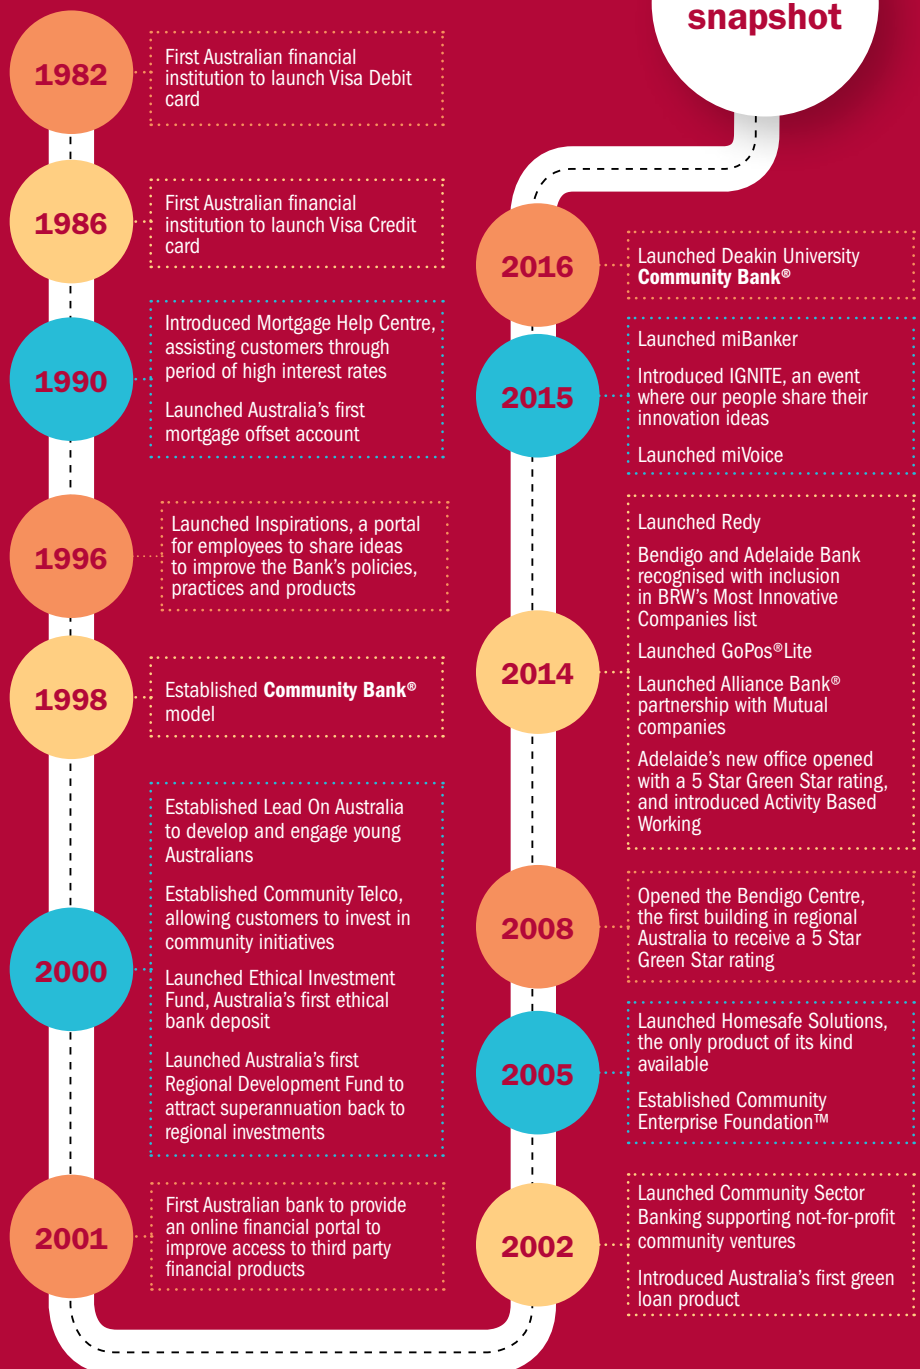 snapshot
1982
First Australian financial
institution to launch Visa Debit
card
1986
First Australian financial
institution to launch Visa Credit
card
1990
Introduced Mortgage Help Centre,
assisting customers through
period of high interest rates
Launched Australia's first
mortgage offset account
1996
Launched Inspirations, a portal
for employees to share ideas
to improve the Bank's policies,
practices and products
1998
Established Community Bank®
model
2000
Established Lead On Australia
to develop and engage young
Australians
Established Community Telco,
allowing customers to invest in
community initiatives
Launched Ethical Investment
Fund, Australia's first ethical
bank deposit
Launched Australia's first
Regional Development Fund to
attract superannuation back to
regional investments
2001
First Australian bank to provide
an online financial portal to
improve access to third party
financial products
2002
Launched Community Sector
Banking supporting not-for-profit
community ventures
Introduced Australia's first green
loan product
2005
Launched Homesafe Solutions,
the only product of its kind
available
Established Community
Enterprise Foundation™
2008
Opened the Bendigo Centre,
the first building in regional
Australia to receive a 5 Star
Green Star rating
2014
Launched Redy
Bendigo and Adelaide Bank
recognised with inclusion
in BRW's Most Innovative
Companies list
Launched GoPos®Lite
Launched Alliance Bank®
partnership with Mutual
companies
Adelaide's new office opened
with a 5 Star Green Star rating,
and introduced Activity Based
Working
2015
Launched miBanker
Introduced IGNITE, an event
where our people share their
innovation ideas
Launched miVoice
2016
Launched Deakin University
Community Bank®